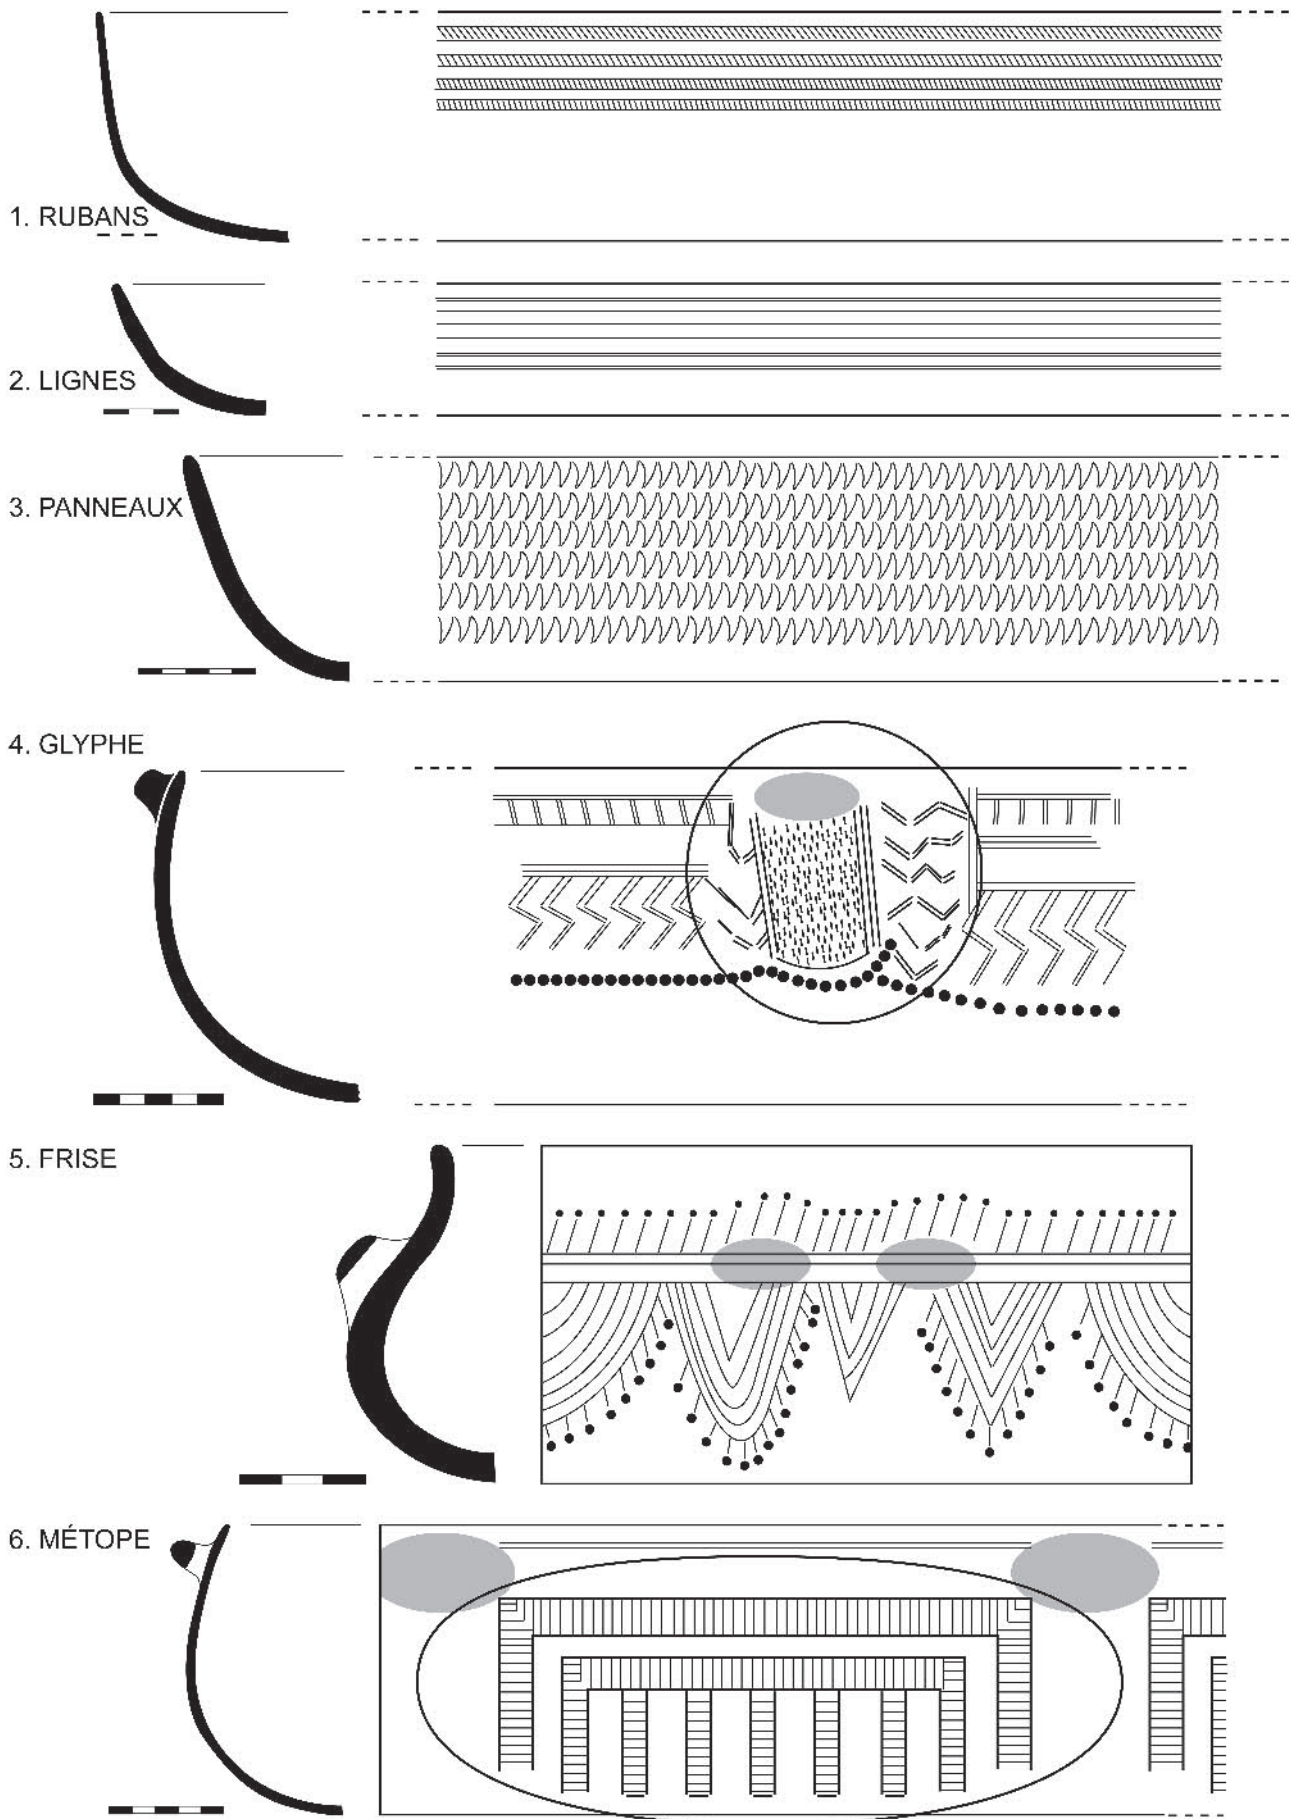 1. RUBANS
2. LIGNES
3. PANNEAUX
4. GLYPHE
5. FRISE
6. MÉTOPE